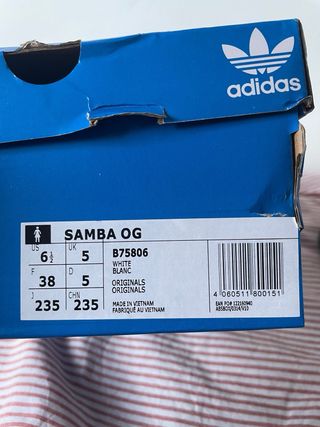 adidas
SAMBA OG
US 6½ UK 5
F 38 D 5
J 235 CHN 235
B75806
WHITE
BLANC
ORIGINALS
ORIGINALS
MADE IN VIETNAM
FABRIQUÉ AU VIETNAM
4 060511 800151